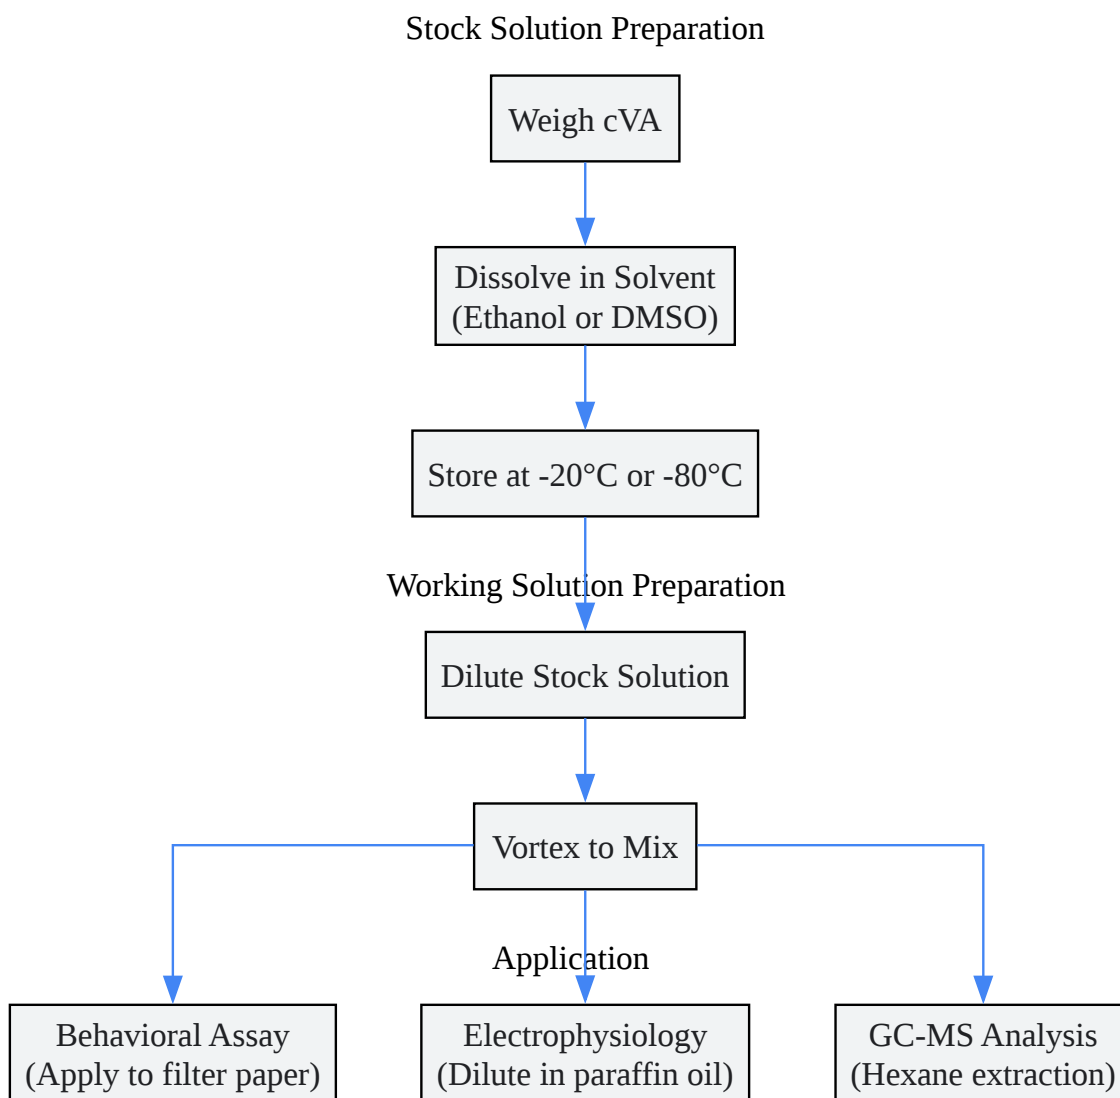 Stock Solution Preparation
Weigh cVA
Dissolve in Solvent
(Ethanol or DMSO)
Store at -20°C or -80°C
Working Solution Preparation
Dilute Stock Solution
Vortex to Mix
Application
Behavioral Assay
(Apply to filter paper)
Electrophysiology
(Dilute in paraffin oil)
GC-MS Analysis
(Hexane extraction)